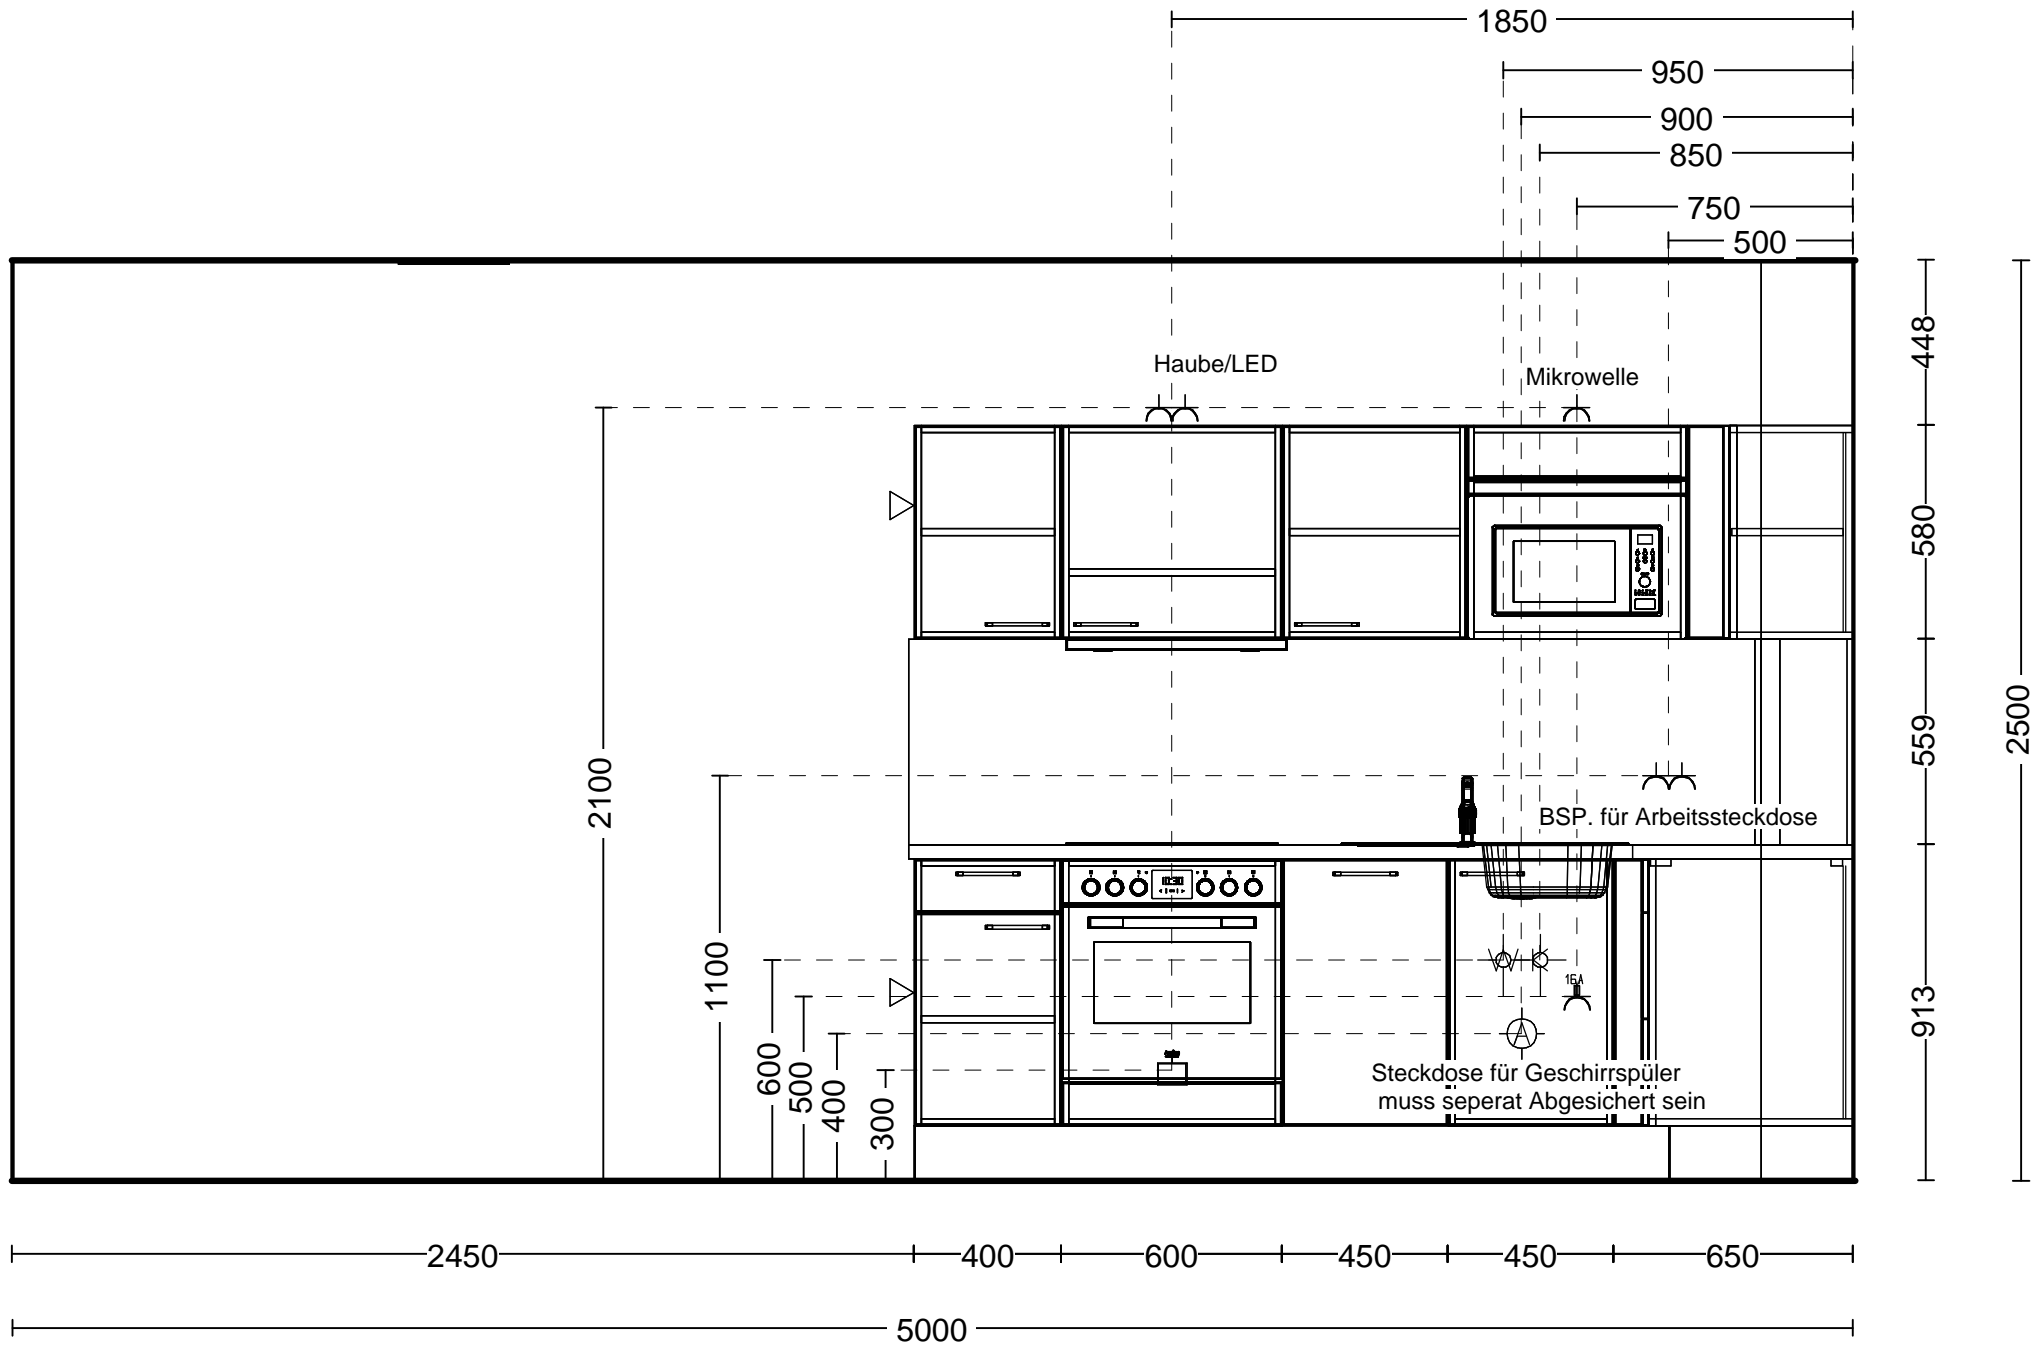 1850
950
900
850
750
500
Haube/LED
Mikrowelle
448
580
559
913
2500
2100
1100
600
500
400
300
BSP. für Arbeitssteckdose
W K
16A
A
Steckdose für Geschirrspüler
muss seperat Abgesichert sein
2450 400 600 450 450 650
5000